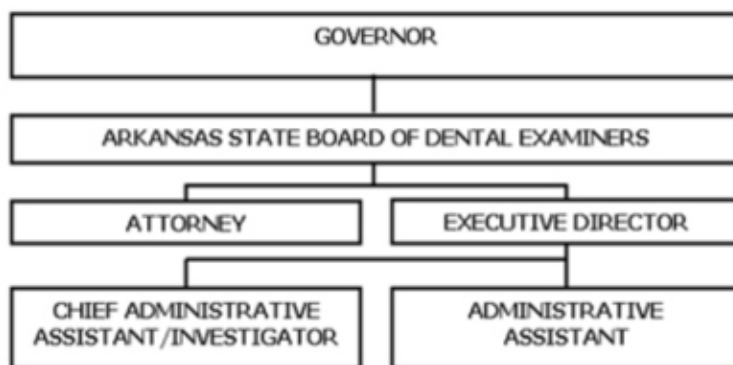 GOVERNOR
ARKANSAS STATE BOARD OF DENTAL EXAMINERS
ATTORNEY
EXECUTIVE DIRECTOR
CHIEF ADMINISTRATIVE
ASSISTANT/INVESTIGATOR
ADMINISTRATIVE
ASSISTANT